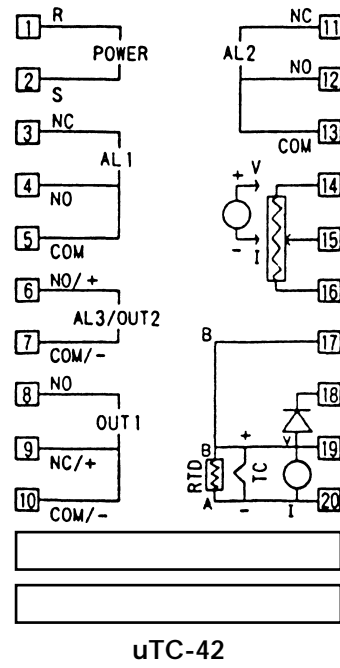 1 R NC 11
POWER AL2
2 S NO 12
3 NC 13
AL1 COM
4 NO + V 14
5 COM - I 15
6 NO/+ 16
AL3/OUT2
7 COM/- B 17
8 NO 18
OUT1 +
9 NC/+ B V 19
RTD TC
10 COM/- A - I 20
uTC-42